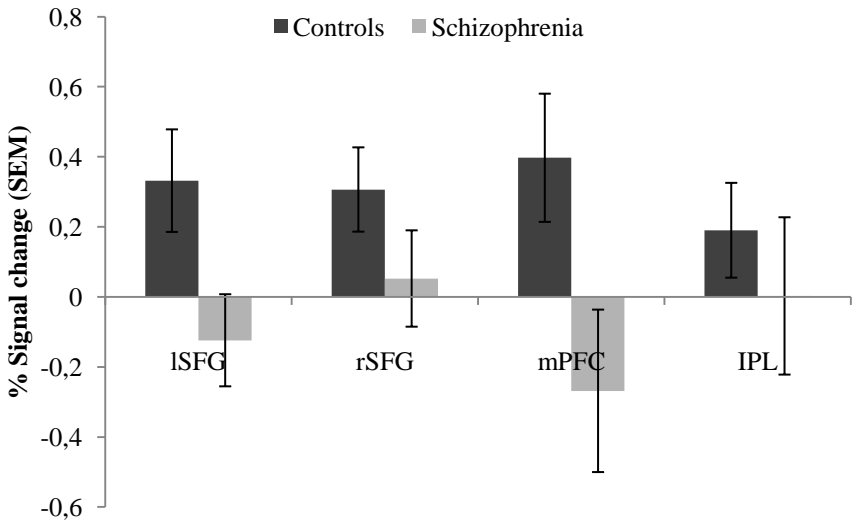 0,8
Controls Schizophrenia
0,6
0,4
0,2
0
-0,2
-0,4
-0,6
% Signal change (SEM)
lSFG rSFG mPFC IPL